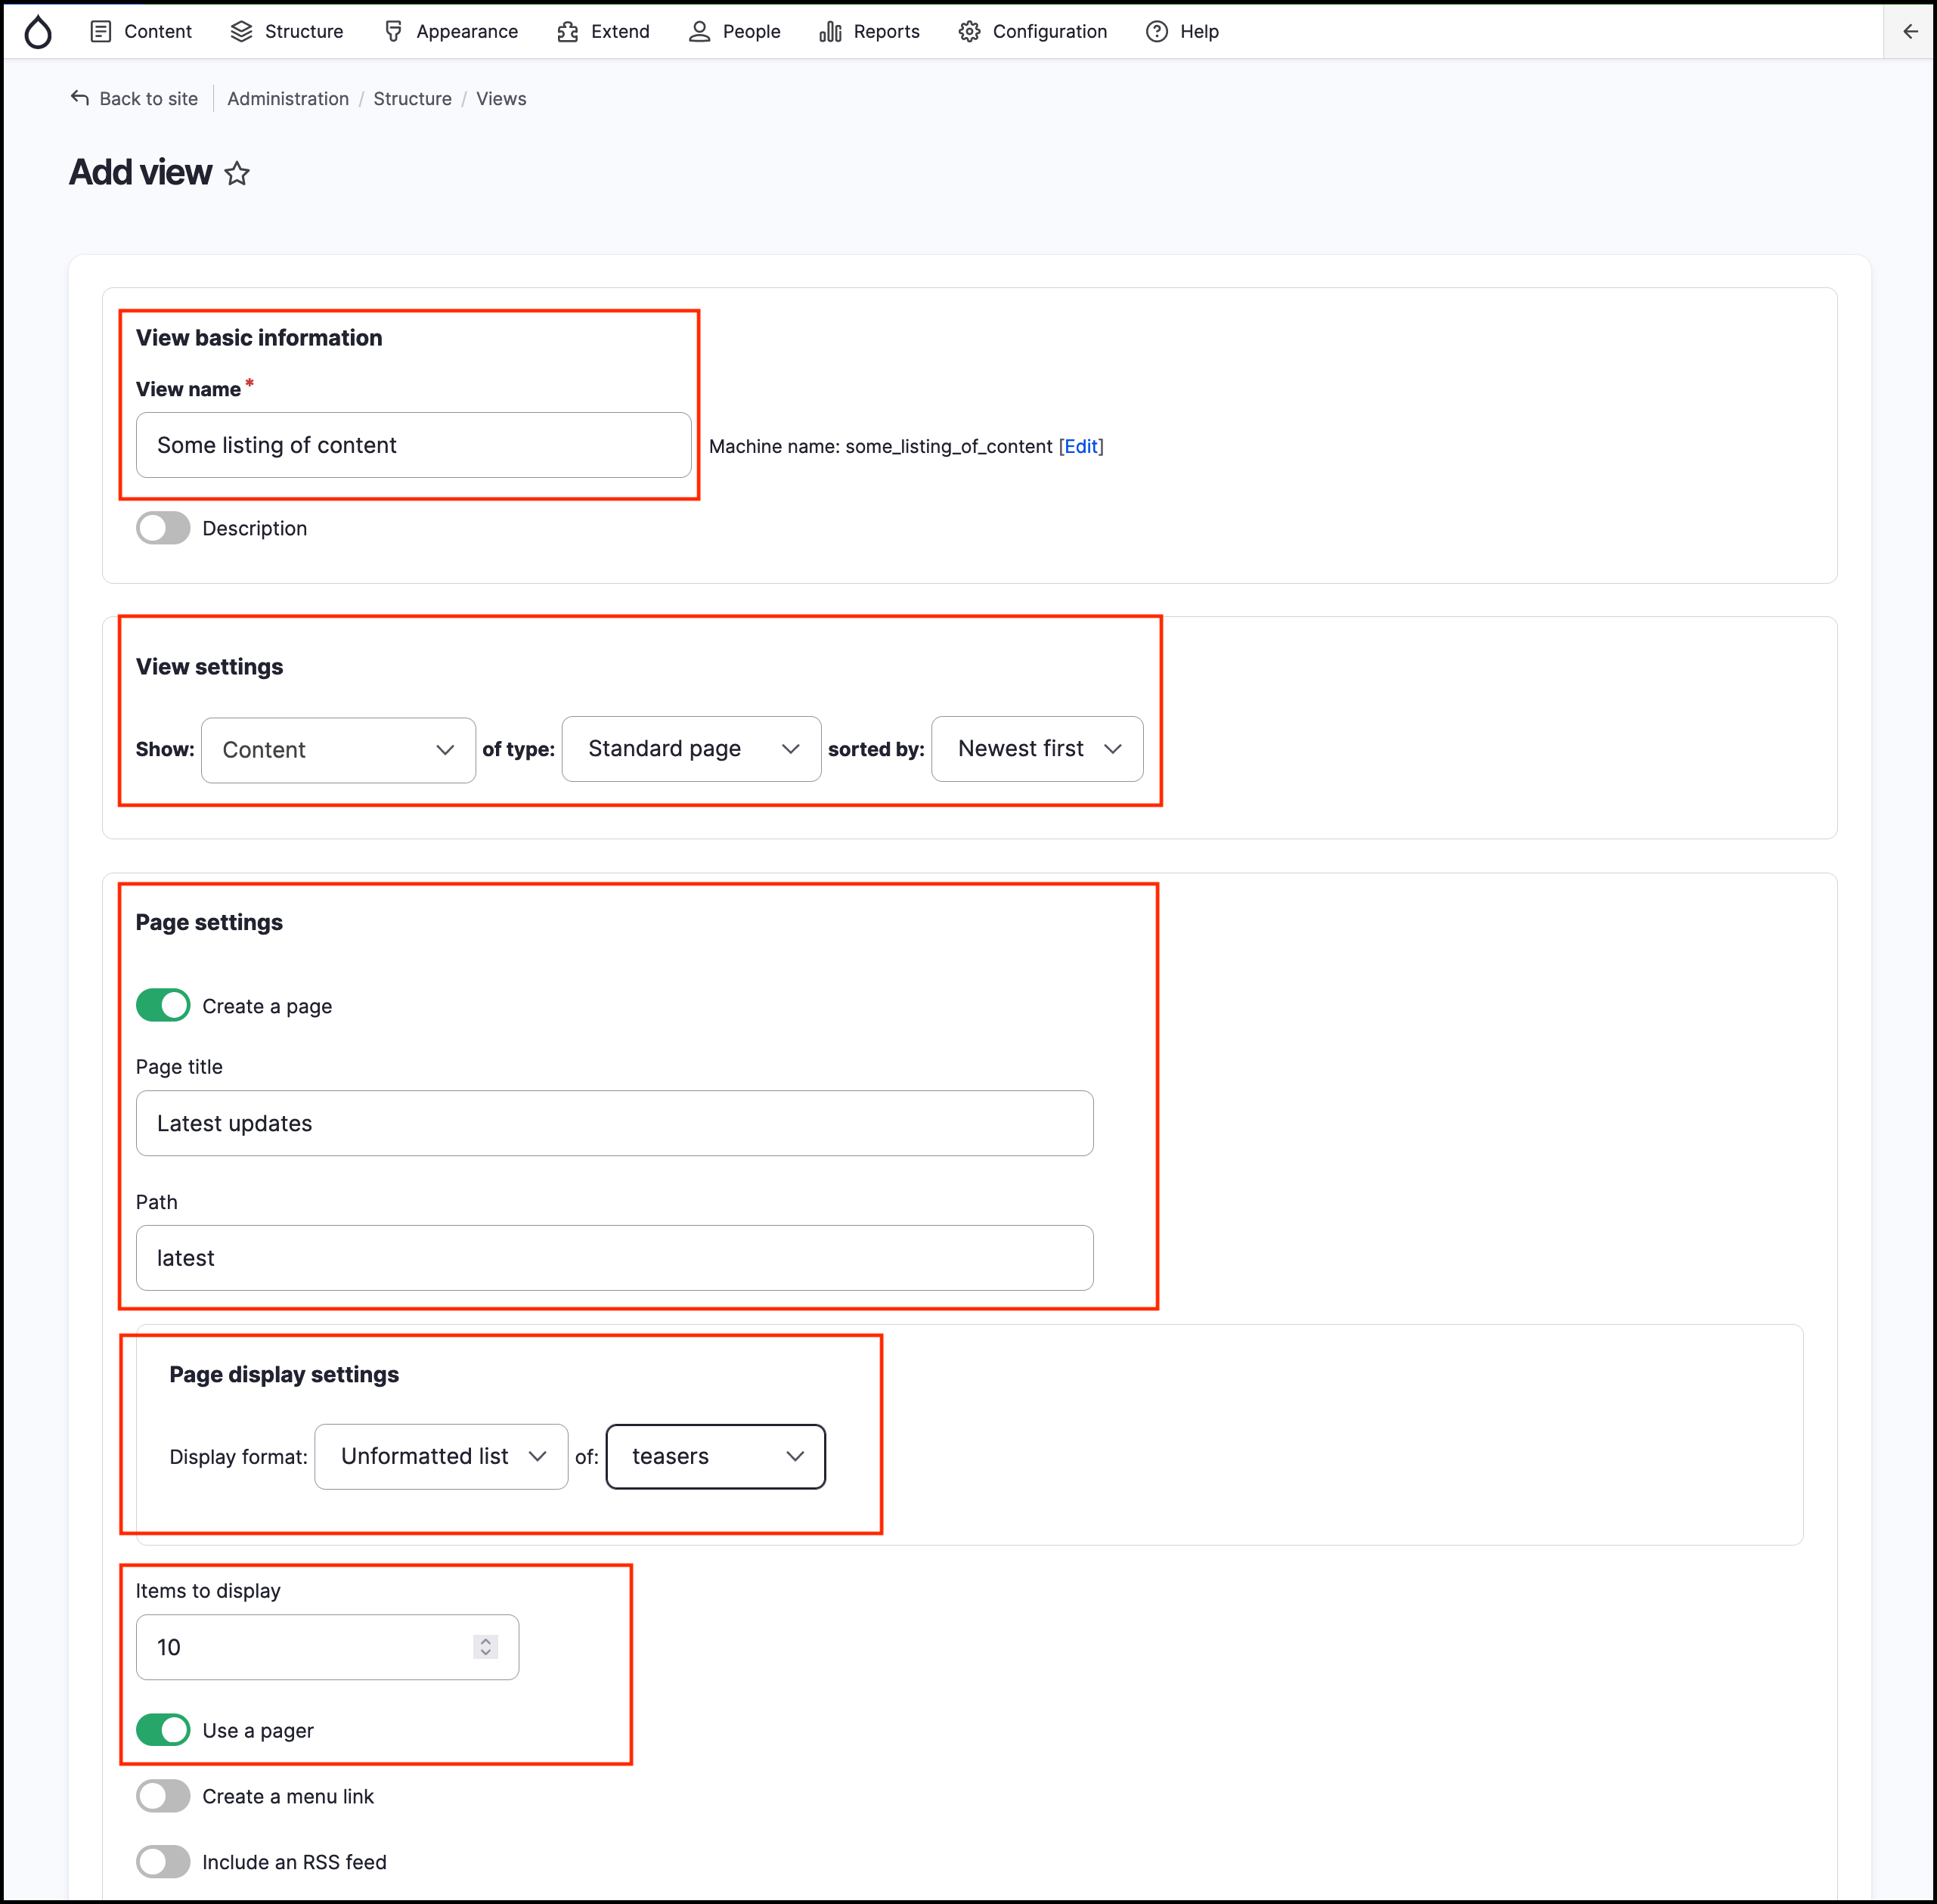 Content Structure Appearance Extend People Reports Configuration Help
Back to site Administration / Structure / Views
Add view
View basic information
View name *
Some listing of content
Machine name: some_listing_of_content [Edit]
Description
View settings
Show: Content of type: Standard page sorted by: Newest first
Page settings
Create a page
Page title
Latest updates
Path
latest
Page display settings
Display format: Unformatted list of: teasers
Items to display
10
Use a pager
Create a menu link
Include an RSS feed